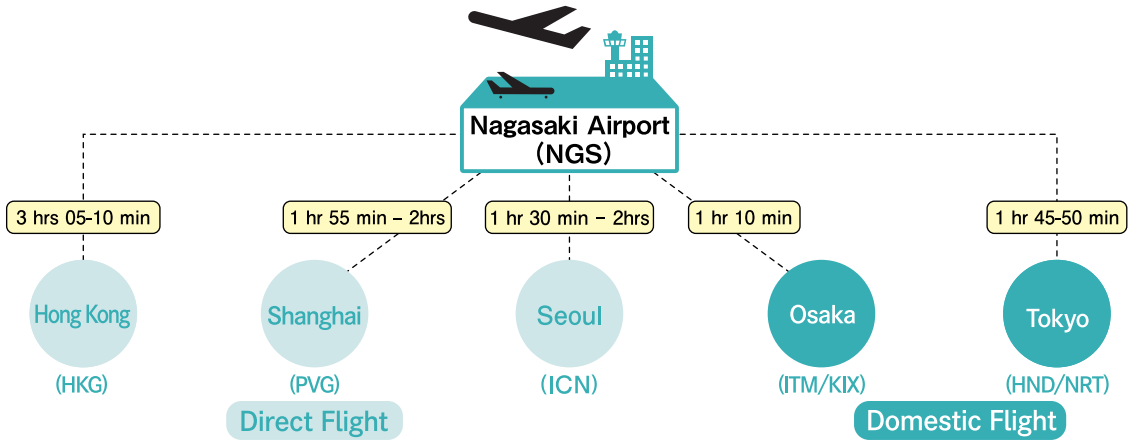 Nagasaki Airport
(NGS)
3 hrs 05-10 min
1 hr 55 min – 2hrs
1 hr 30 min – 2hrs
1 hr 10 min
1 hr 45-50 min
Hong Kong
Shanghai
Seoul
Osaka
Tokyo
(HKG)
(PVG)
(ICN)
(ITM/KIX)
(HND/NRT)
Direct Flight
Domestic Flight